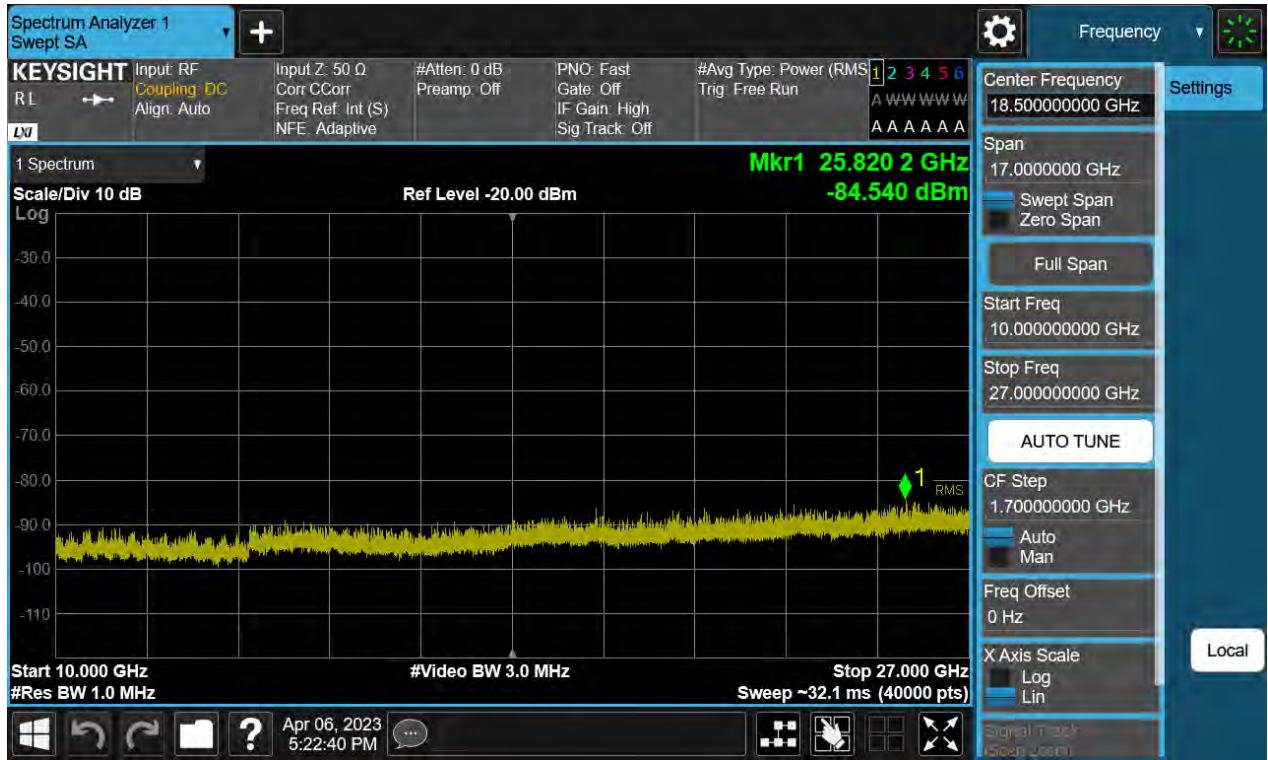 Spectrum Analyzer 1
Swept SA
+
Frequency
KEYSIGHT
RL
LXI
Input: RF
Coupling: DC
Align: Auto
Input Z: 50 Ω
Corr CCorr
Freq Ref: Int (S)
NFE: Adaptive
#Atten: 0 dB
Preamp: Off
PNO: Fast
Gate: Off
IF Gain: High
Sig Track: Off
#Avg Type: Power (RMS
Trig: Free Run
1 2 3 4 5 6
A W W W W W
A A A A A A
1 Spectrum
Scale/Div 10 dB
Ref Level -20.00 dBm
Mkr1 25.820 2 GHz
-84.540 dBm
Log
-30.0
-40.0
-50.0
-60.0
-70.0
-80.0
-90.0
-100
-110
1
RMS
Start 10.000 GHz
#Res BW 1.0 MHz
#Video BW 3.0 MHz
Stop 27.000 GHz
Sweep ~32.1 ms (40000 pts)
Center Frequency
18.500000000 GHz
Span
17.0000000 GHz
Swept Span
Zero Span
Full Span
Start Freq
10.000000000 GHz
Stop Freq
27.000000000 GHz
AUTO TUNE
CF Step
1.700000000 GHz
Auto
Man
Freq Offset
0 Hz
X Axis Scale
Log
Lin
Signal Track
(Span Zoom)
Settings
Local
?
Apr 06, 2023
5:22:40 PM